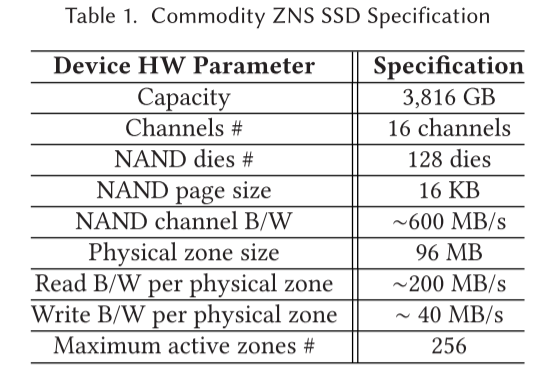 Table 1. Commodity ZNS SSD Specification
Device HW Parameter Specification
Capacity 3,816 GB
Channels # 16 channels
NAND dies # 128 dies
NAND page size 16 KB
NAND channel B/W ~600 MB/s
Physical zone size 96 MB
Read B/W per physical zone ~200 MB/s
Write B/W per physical zone ~ 40 MB/s
Maximum active zones # 256